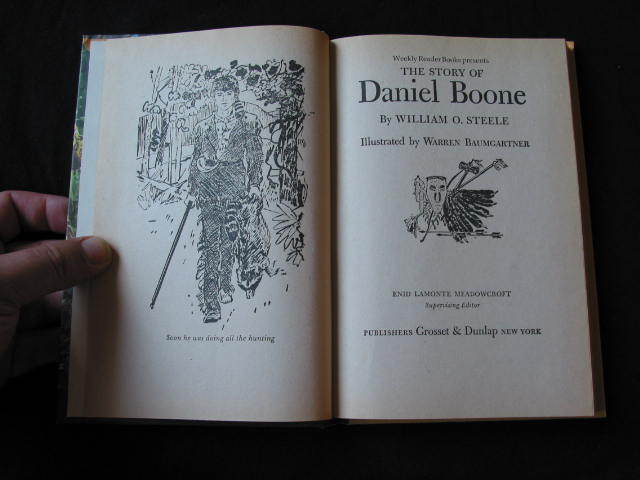 Soon he was doing all the hunting
Weekly Reader Books presents
THE STORY OF
Daniel Boone
By WILLIAM O. STEELE
Illustrated by WARREN BAUMGARTNER
ENID LAMONTE MEADOWCROFT
Supervising Editor
PUBLISHERS Grosset & Dunlap NEW YORK